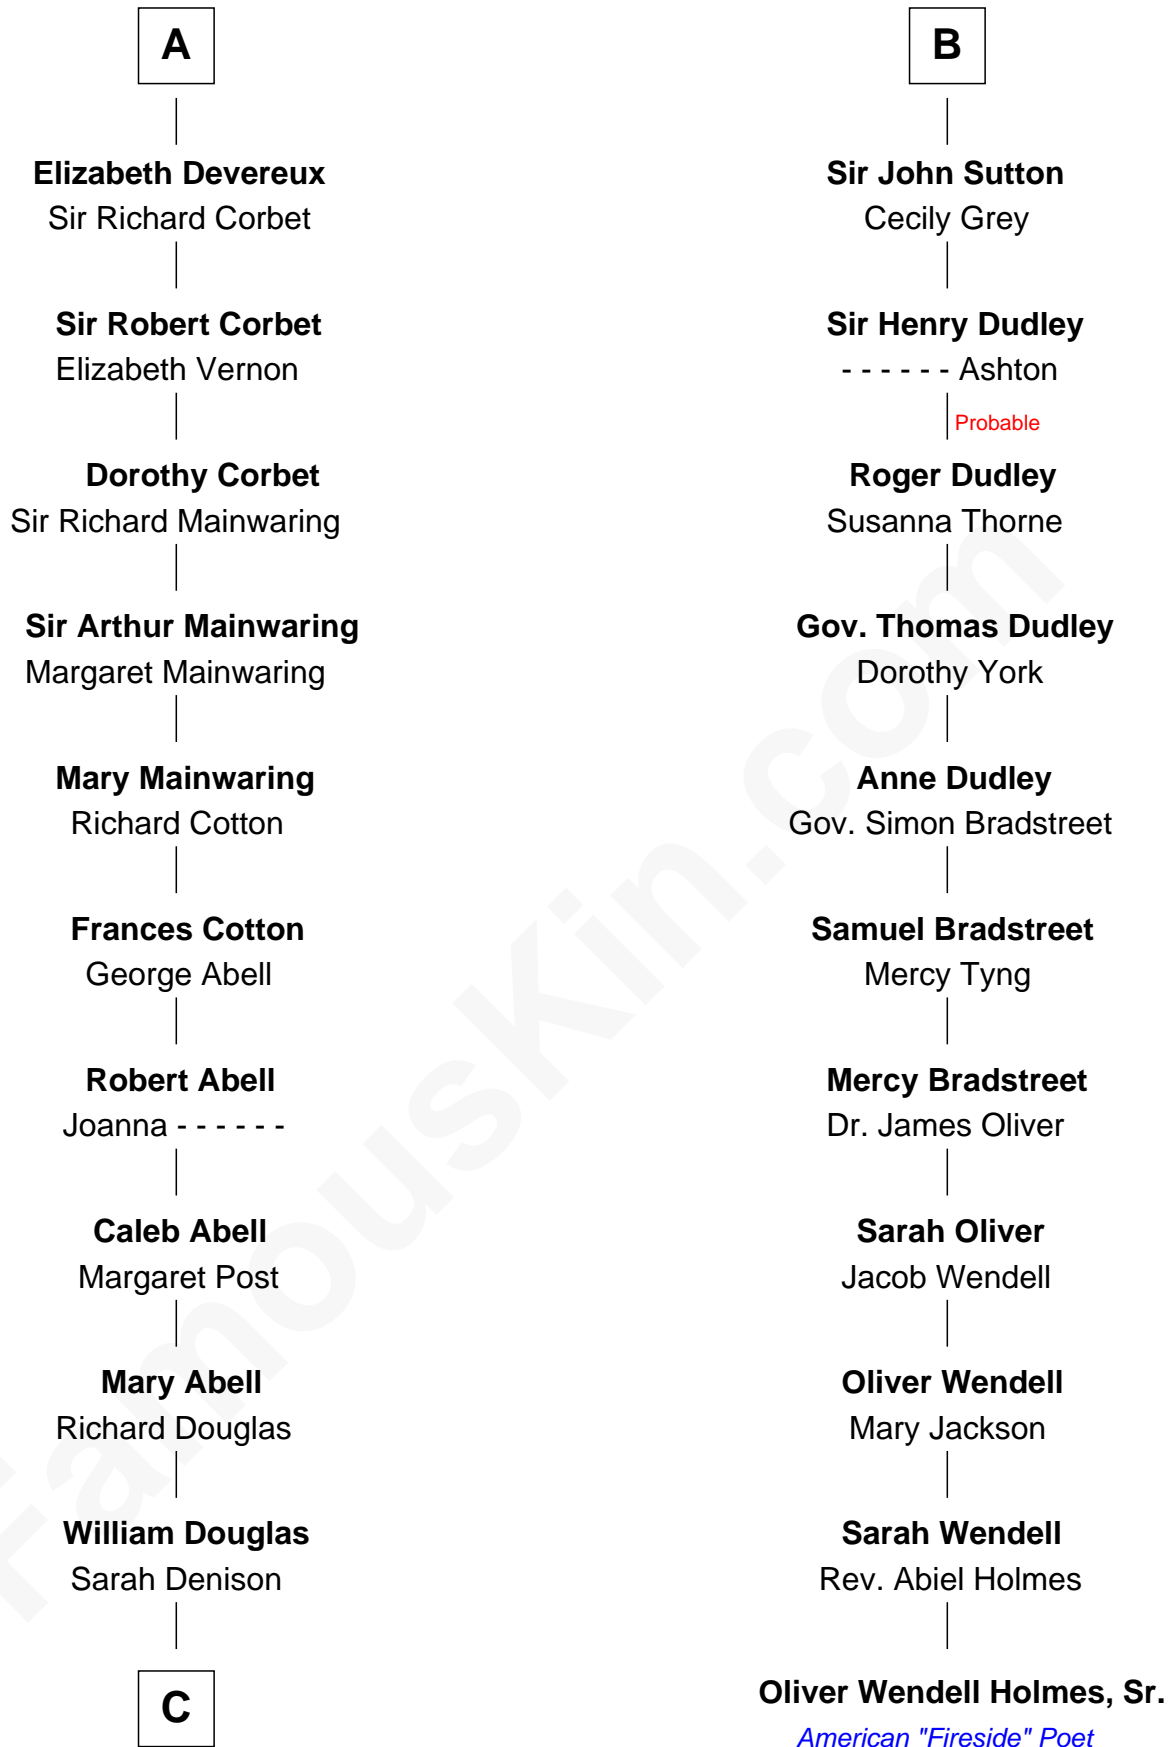 A
Elizabeth Devereux
Sir Richard Corbet
Sir Robert Corbet
Elizabeth Vernon
Dorothy Corbet
Sir Richard Mainwaring
Sir Arthur Mainwaring
Margaret Mainwaring
Mary Mainwaring
Richard Cotton
Frances Cotton
George Abell
Robert Abell
Joanna - - - - - -
Caleb Abell
Margaret Post
Mary Abell
Richard Douglas
William Douglas
Sarah Denison
C
B
Sir John Sutton
Cecily Grey
Sir Henry Dudley
- - - - - - Ashton
Probable
Roger Dudley
Susanna Thorne
Gov. Thomas Dudley
Dorothy York
Anne Dudley
Gov. Simon Bradstreet
Samuel Bradstreet
Mercy Tyng
Mercy Bradstreet
Dr. James Oliver
Sarah Oliver
Jacob Wendell
Oliver Wendell
Mary Jackson
Sarah Wendell
Rev. Abiel Holmes
Oliver Wendell Holmes, Sr.
American "Fireside" Poet
FamousKin.com